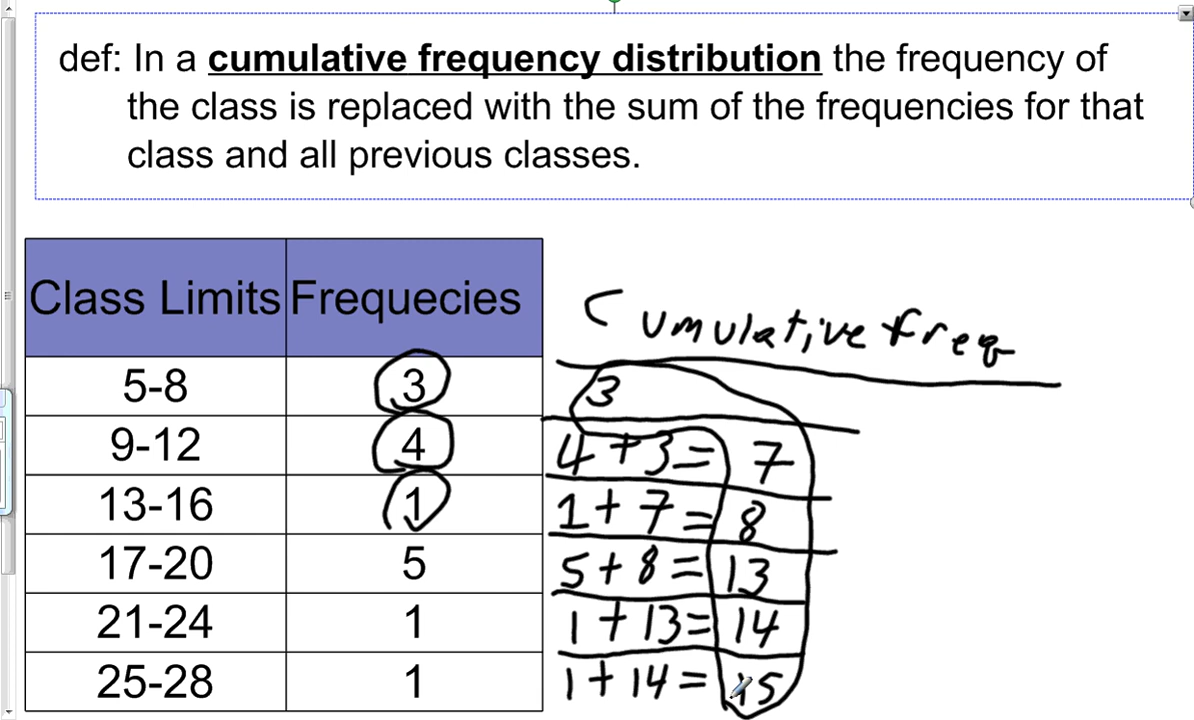 def: In a cumulative frequency distribution the frequency of
the class is replaced with the sum of the frequencies for that
class and all previous classes.
Class Limits Frequecies Cumulative freq
5-8 3 3
9-12 4 4+3= 7
13-16 1 1+7= 8
17-20 5 5+8= 13
21-24 1 1+13= 14
25-28 1 1+14= 15